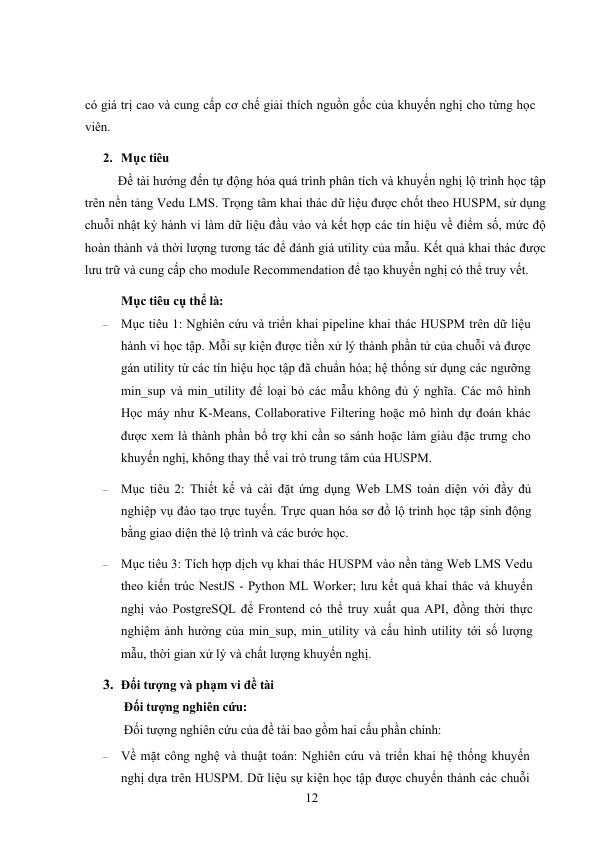 có giá trị cao và cung cấp cơ chế giải thích nguồn gốc của khuyến nghị cho từng học
viên.
2. Mục tiêu
Đề tài hướng đến tự động hóa quá trình phân tích và khuyến nghị lộ trình học tập
trên nền tảng Vedu LMS. Trọng tâm khai thác dữ liệu được chốt theo HUSPM, sử dụng
chuỗi nhật ký hành vi làm dữ liệu đầu vào và kết hợp các tín hiệu về điểm số, mức độ
hoàn thành và thời lượng tương tác để đánh giá utility của mẫu. Kết quả khai thác được
lưu trữ và cung cấp cho module Recommendation để tạo khuyến nghị có thể truy vết.
Mục tiêu cụ thể là:
– Mục tiêu 1: Nghiên cứu và triển khai pipeline khai thác HUSPM trên dữ liệu
hành vi học tập. Mỗi sự kiện được tiền xử lý thành phần tử của chuỗi và được
gán utility từ các tín hiệu học tập đã chuẩn hóa; hệ thống sử dụng các ngưỡng
min_sup và min_utility để loại bỏ các mẫu không đủ ý nghĩa. Các mô hình
Học máy như K-Means, Collaborative Filtering hoặc mô hình dự đoán khác
được xem là thành phần bổ trợ khi cần so sánh hoặc làm giàu đặc trưng cho
khuyến nghị, không thay thế vai trò trung tâm của HUSPM.
– Mục tiêu 2: Thiết kế và cài đặt ứng dụng Web LMS toàn diện với đầy đủ
nghiệp vụ đào tạo trực tuyến. Trực quan hóa sơ đồ lộ trình học tập sinh động
bằng giao diện thẻ lộ trình và các bước học.
– Mục tiêu 3: Tích hợp dịch vụ khai thác HUSPM vào nền tảng Web LMS Vedu
theo kiến trúc NestJS - Python ML Worker; lưu kết quả khai thác và khuyến
nghị vào PostgreSQL để Frontend có thể truy xuất qua API, đồng thời thực
nghiệm ảnh hưởng của min_sup, min_utility và cấu hình utility tới số lượng
mẫu, thời gian xử lý và chất lượng khuyến nghị.
3. Đối tượng và phạm vi đề tài
Đối tượng nghiên cứu:
Đối tượng nghiên cứu của đề tài bao gồm hai cấu phần chính:
– Về mặt công nghệ và thuật toán: Nghiên cứu và triển khai hệ thống khuyến
nghị dựa trên HUSPM. Dữ liệu sự kiện học tập được chuyển thành các chuỗi
12